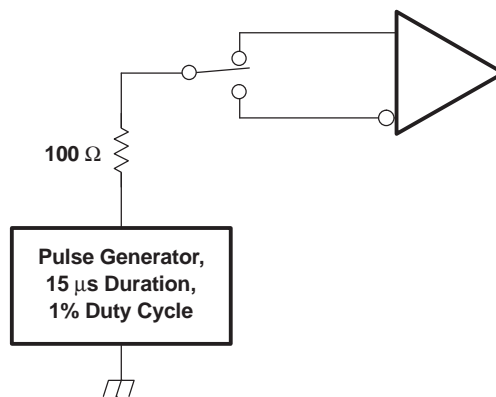 100 Ω
Pulse Generator,
15 μs Duration,
1% Duty Cycle